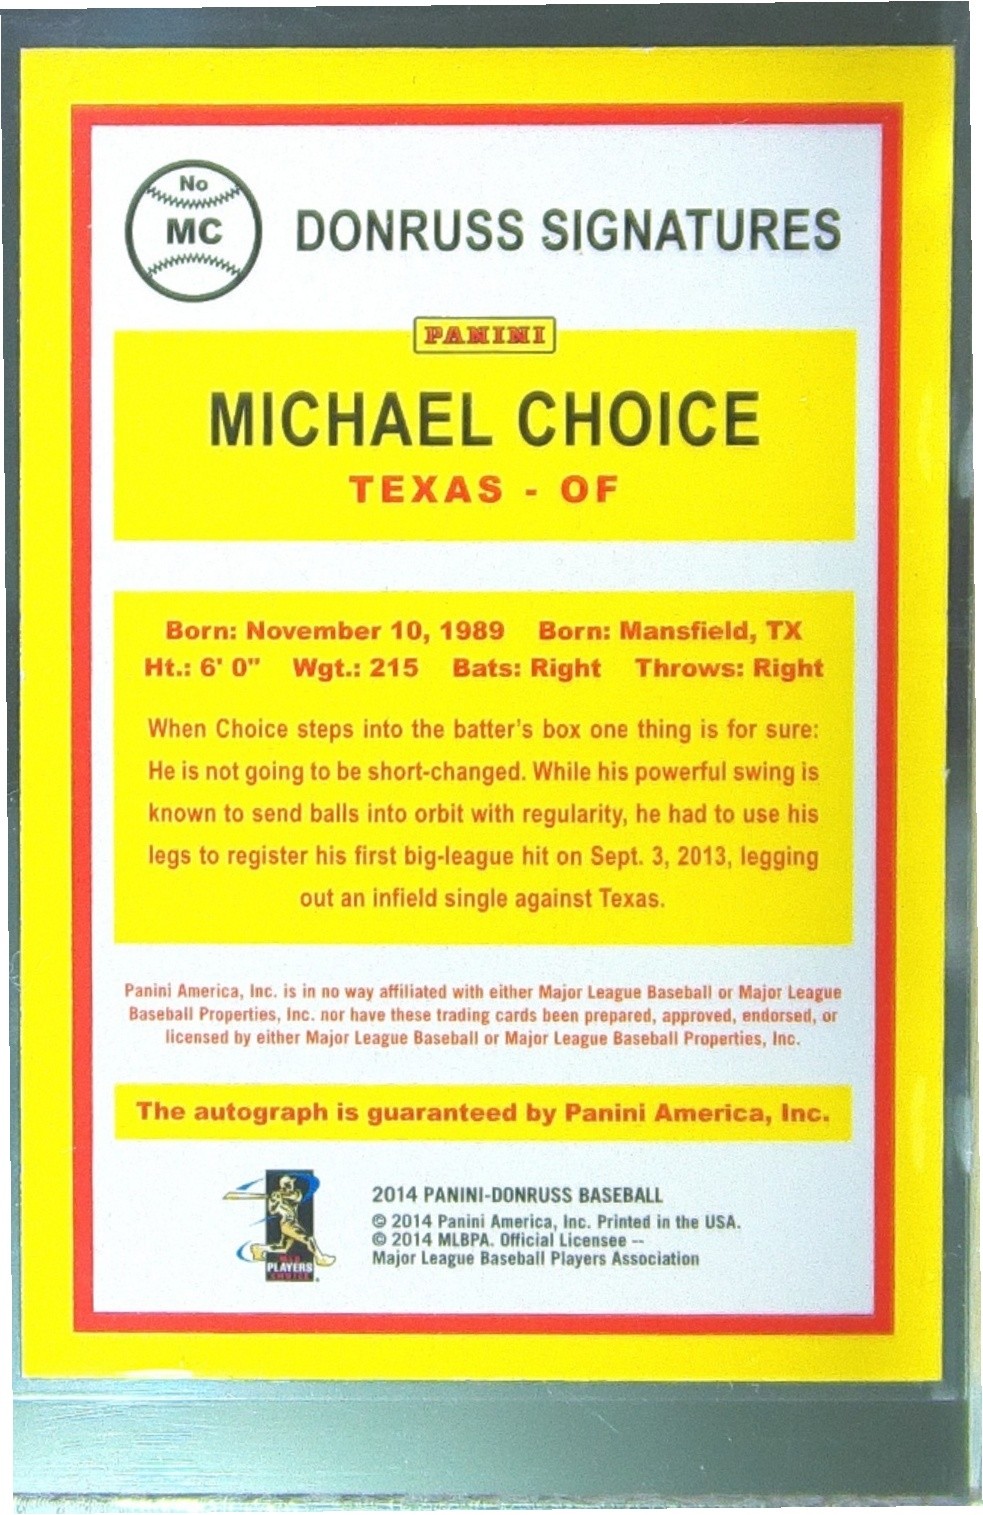 No
MC
DONRUSS SIGNATURES
PANINI
MICHAEL CHOICE
TEXAS - OF
Born: November 10, 1989 Born: Mansfield, TX
Ht.: 6' 0" Wgt.: 215 Bats: Right Throws: Right
When Choice steps into the batter's box one thing is for sure:
He is not going to be short-changed. While his powerful swing is
known to send balls into orbit with regularity, he had to use his
legs to register his first big-league hit on Sept. 3, 2013, legging
out an infield single against Texas.
Panini America, Inc. is in no way affiliated with either Major League Baseball or Major League
Baseball Properties, Inc. nor have these trading cards been prepared, approved, endorsed, or
licensed by either Major League Baseball or Major League Baseball Properties, Inc.
The autograph is guaranteed by Panini America, Inc.
2014 PANINI-DONRUSS BASEBALL
© 2014 Panini America, Inc. Printed in the USA.
© 2014 MLBPA. Official Licensee --
Major League Baseball Players Association
MLB
PLAYERS
CHOICE